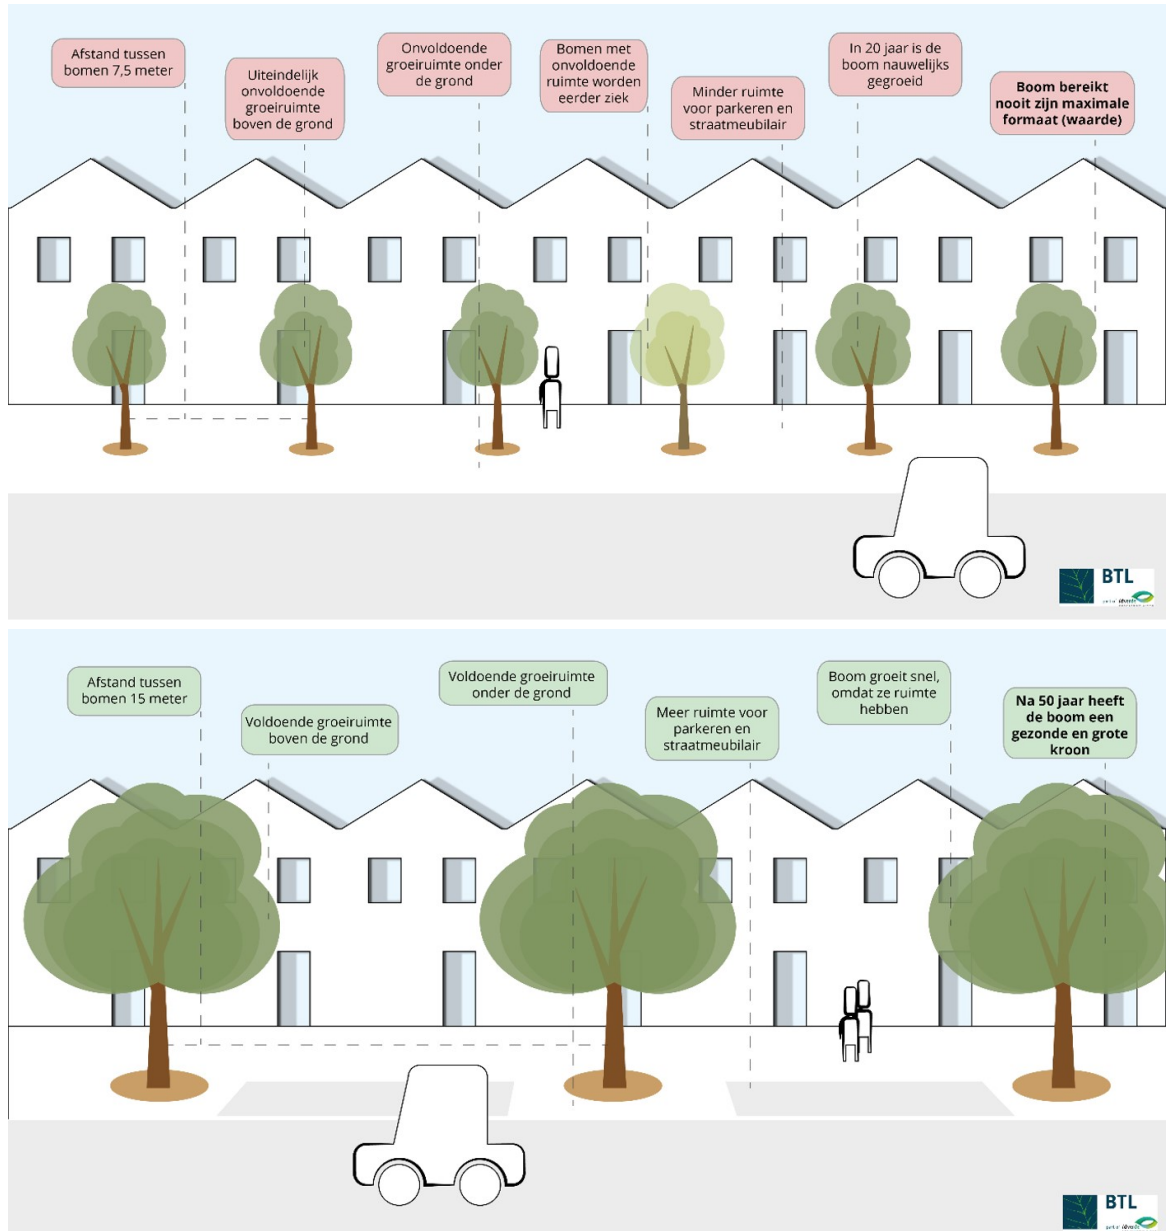 Afstand tussen
bomen 7,5 meter
Uiteindelijk
onvoldoende
groeiruimte
boven de grond
Onvoldoende
groeiruimte onder
de grond
Bomen met
onvoldoende
ruimte worden
eerder ziek
Minder ruimte
voor parkeren en
straatmeubilair
In 20 jaar is de
boom nauwelijks
gegroeid
Boom bereikt
nooit zijn maximale
formaat (waarde)
BTL
Afstand tussen
bomen 15 meter
Voldoende groeiruimte
boven de grond
Voldoende groeiruimte
onder de grond
Meer ruimte voor
parkeren en
straatmeubilair
Boom groeit snel,
omdat ze ruimte
hebben
Na 50 jaar heeft
de boom een
gezonde en grote
kroon
BTL